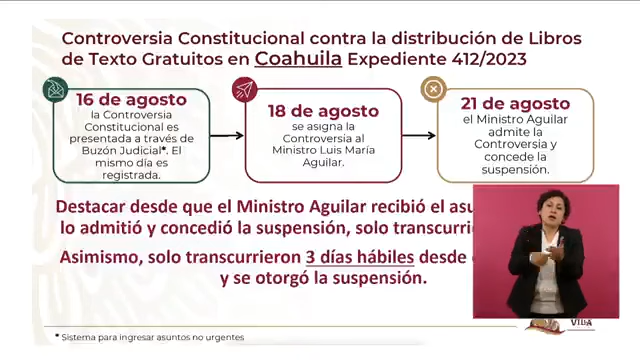 Controversia Constitucional contra la distribución de Libros
de Texto Gratuitos en Coahuila Expediente 412/2023
16 de agosto
la Controversia
Constitucional es
presentada a través de
Buzón Judicial*. El
mismo día es
registrada.
18 de agosto
se asigna la
Controversia al
Ministro Luis María
Aguilar.
21 de agosto
el Ministro Aguilar
admite la
Controversia y
concede la
suspensión.
Destacar desde que el Ministro Aguilar recibió el
lo admitió y concedió la suspensión, solo
Asimismo, solo transcurrieron 3 días hábiles desde
y se otorgó la suspensión.
* Sistema para ingresar asuntos no urgentes